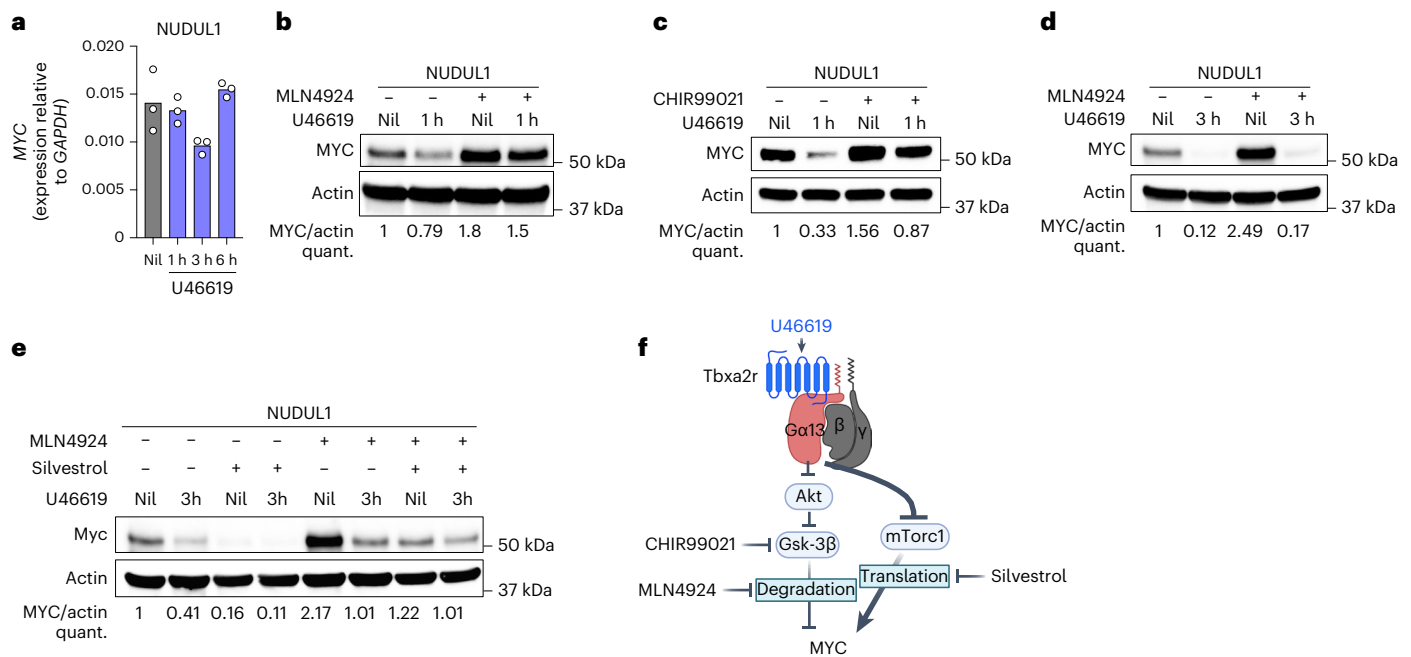 a
NUDUL1
MYC
(expression relative
to GAPDH)
0.020
0.015
0.010
0.005
0
Nil 1 h 3 h 6 h
U46619
b
NUDUL1
MLN4924 – – + +
U46619 Nil 1 h Nil 1 h
MYC
50 kDa
Actin
37 kDa
MYC/actin 1 0.79 1.8 1.5
quant.
c
NUDUL1
CHIR99021 – – + +
U46619 Nil 1 h Nil 1 h
MYC
50 kDa
Actin
37 kDa
MYC/actin 1 0.33 1.56 0.87
quant.
d
NUDUL1
MLN4924 – – + +
U46619 Nil 3 h Nil 3 h
MYC
50 kDa
Actin
37 kDa
MYC/actin 1 0.12 2.49 0.17
quant.
e
NUDUL1
MLN4924 – – – – + + + +
Silvestrol – – + + – – + +
U46619 Nil 3h Nil 3h Nil 3h Nil 3h
Myc
50 kDa
Actin
37 kDa
MYC/actin 1 0.41 0.16 0.11 2.17 1.01 1.22 1.01
quant.
f
U46619
Tbxa2r
Gα13 β γ
Akt
CHIR99021 Gsk-3β mTorc1
MLN4924 Degradation Translation Silvestrol
MYC